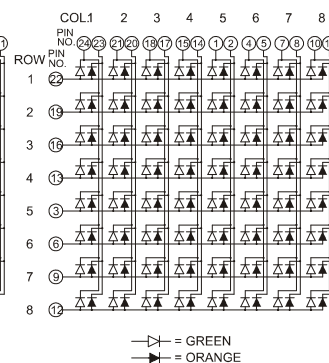 COL.1 2 3 4 5 6 7 8
PIN NO. 24 23 21 20 18 17 15 14 1 2 4 5 7 8 10
ROW PIN NO.
1 22
2 19
3 16
4 13
5 3
6 6
7 9
8 12
= GREEN
= ORANGE